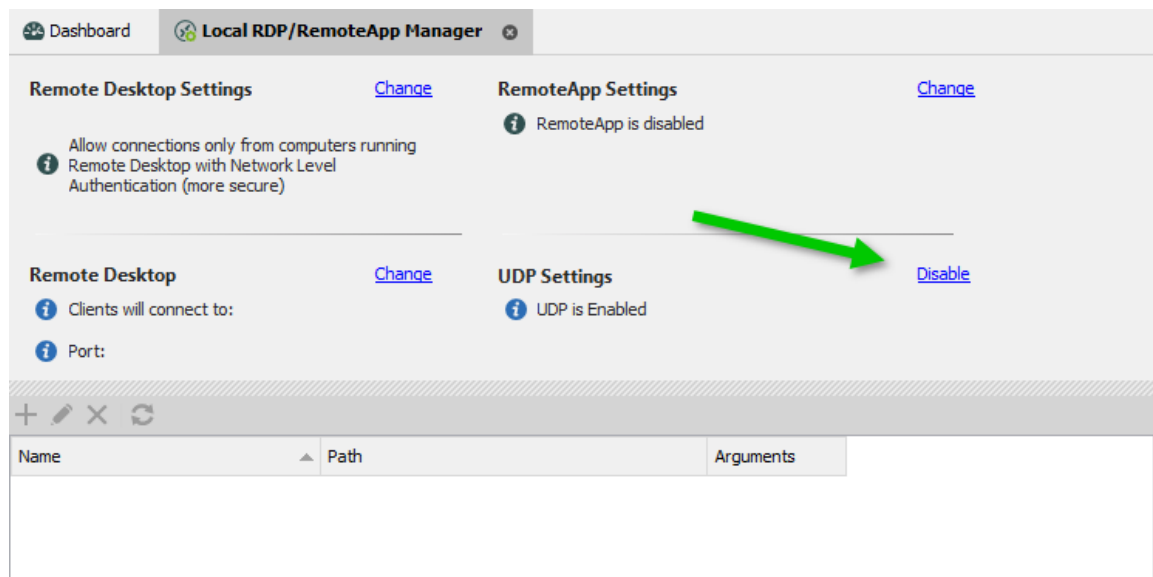 Dashboard
Local RDP/RemoteApp Manager
Remote Desktop Settings
Change
Allow connections only from computers running
Remote Desktop with Network Level
Authentication (more secure)
RemoteApp Settings
Change
RemoteApp is disabled
Remote Desktop
Change
Clients will connect to:
Port:
UDP Settings
Disable
UDP is Enabled
Name
Path
Arguments